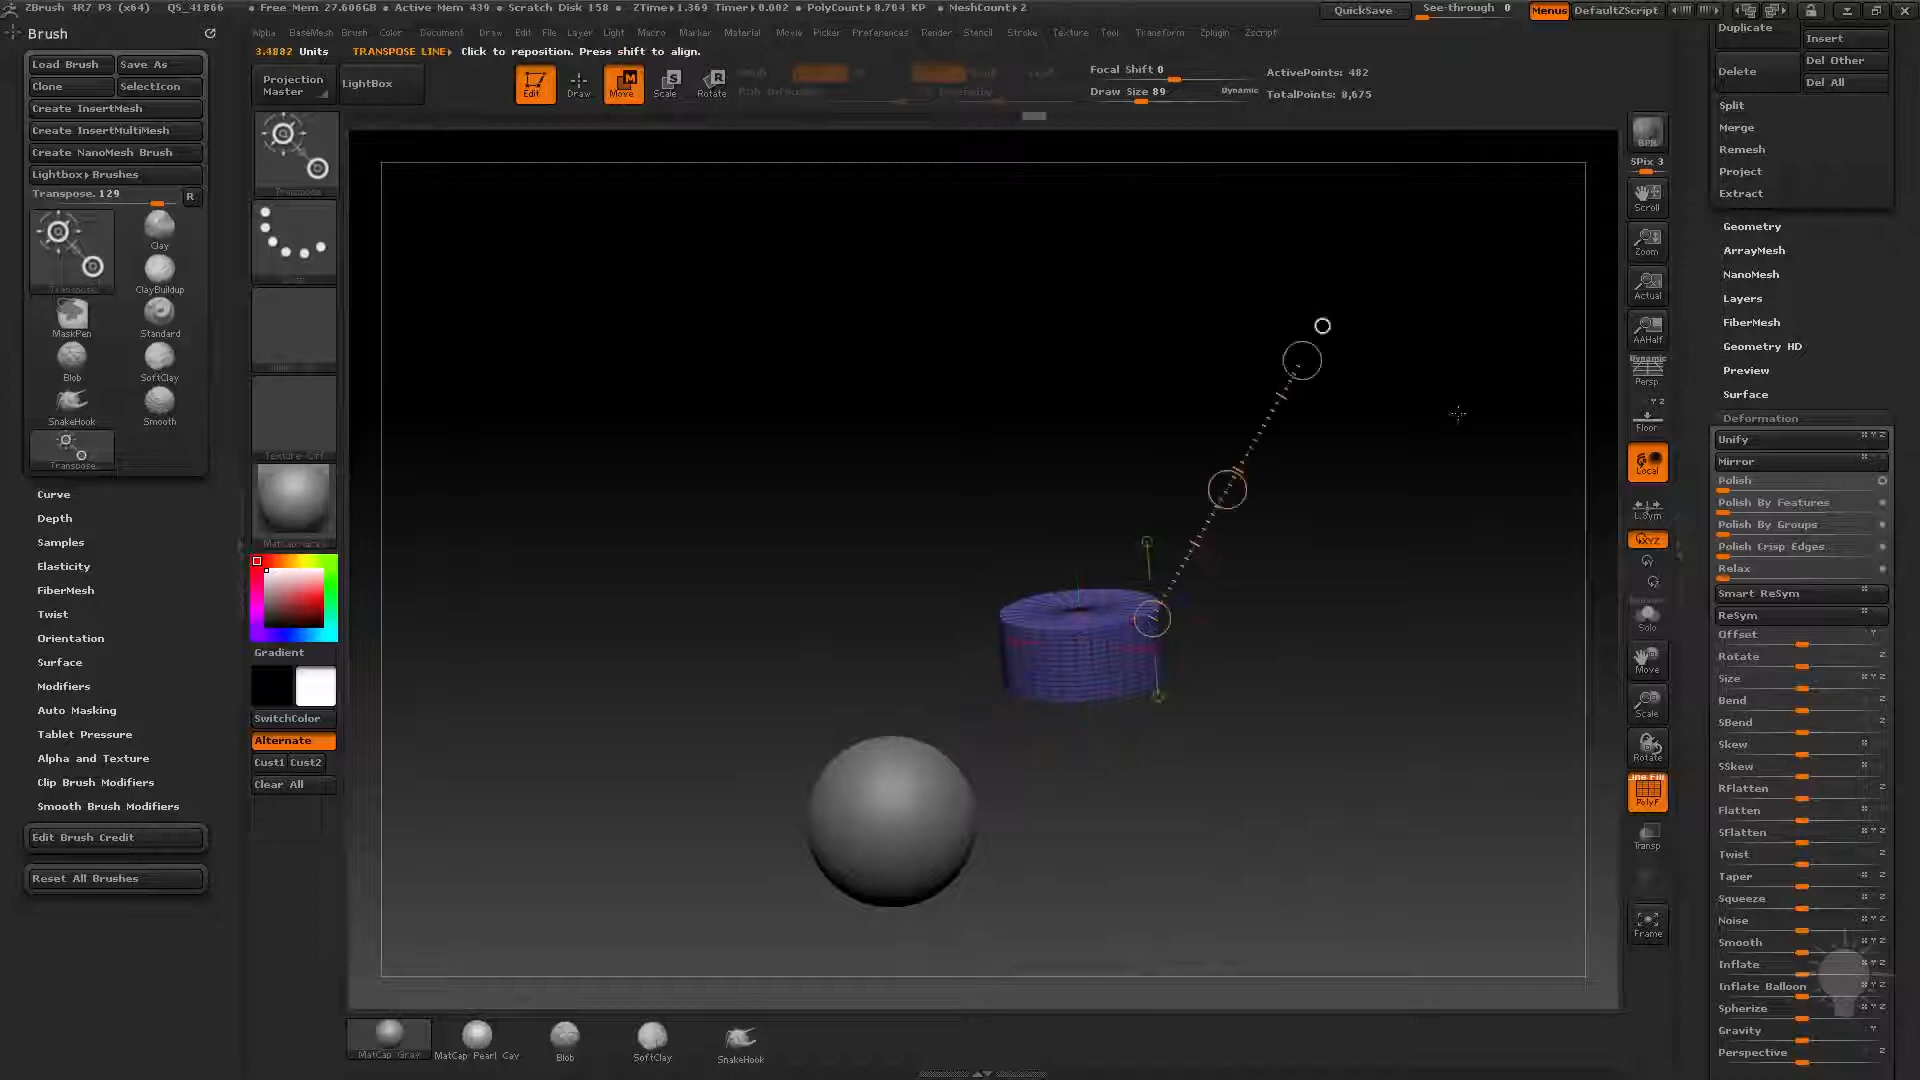 ZBrush 4R7 P3 (x64) QS_41866 • Free Mem 27.606GB • Active Mem 439 • Scratch Disk 158 • ZTime▸1.369 Timer▸0.002 • PolyCount▸8.704 KP • MeshCount▸2 QuickSave See-through 0 Menus DefaultZScript
Brush
Alpha BaseMesh Brush Color Document Draw Edit File Layer Light Macro Marker Material Movie Picker Preferences Render Stencil Stroke Texture Tool Transform Zplugin Zscript
3.4882 Units TRANSPOSE LINE▸ Click to reposition. Press shift to align.
Load Brush Save As
Clone SelectIcon
Create InsertMesh
Create InsertMultiMesh
Create NanoMesh Brush
Lightbox▸Brushes
Transpose.129 R
Transpose
Clay
ClayBuildup
MaskPen
Standard
Blob
SoftClay
SnakeHook
Smooth
Transpose
Curve
Depth
Samples
Elasticity
FiberMesh
Twist
Orientation
Surface
Modifiers
Auto Masking
Tablet Pressure
Alpha and Texture
Clip Brush Modifiers
Smooth Brush Modifiers
Edit Brush Credit
Reset All Brushes
Projection
Master
LightBox
Edit Draw Move Scale Rotate
Focal Shift 0
Draw Size 89 Dynamic
ActivePoints: 482
TotalPoints: 8,675
Transpose
Texture Off
Gradient
SwitchColor
Alternate
Cust1 Cust2
Clear All
BPR
SPix 3
Scroll
Zoom
Actual
AAHalf
Dynamic
Persp
Floor
Local
L.Sym
XYZ
Solo
Move
Scale
Rotate
Line Fill
PolyF
Transp
Frame
Duplicate
Insert
Delete
Del Other
Del All
Split
Merge
Remesh
Project
Extract
Geometry
ArrayMesh
NanoMesh
Layers
FiberMesh
Geometry HD
Preview
Surface
Deformation
Unify
Mirror
Polish
Polish By Features
Polish By Groups
Polish Crisp Edges
Relax
Smart ReSym
ReSym
Offset
Rotate
Size
Bend
SBend
Skew
SSkew
RFlatten
Flatten
SFlatten
Twist
Taper
Squeeze
Noise
Smooth
Inflate
Inflate Balloon
Spherize
Gravity
Perspective
MatCap Gray MatCap Pearl Cav Blob SoftClay SnakeHook